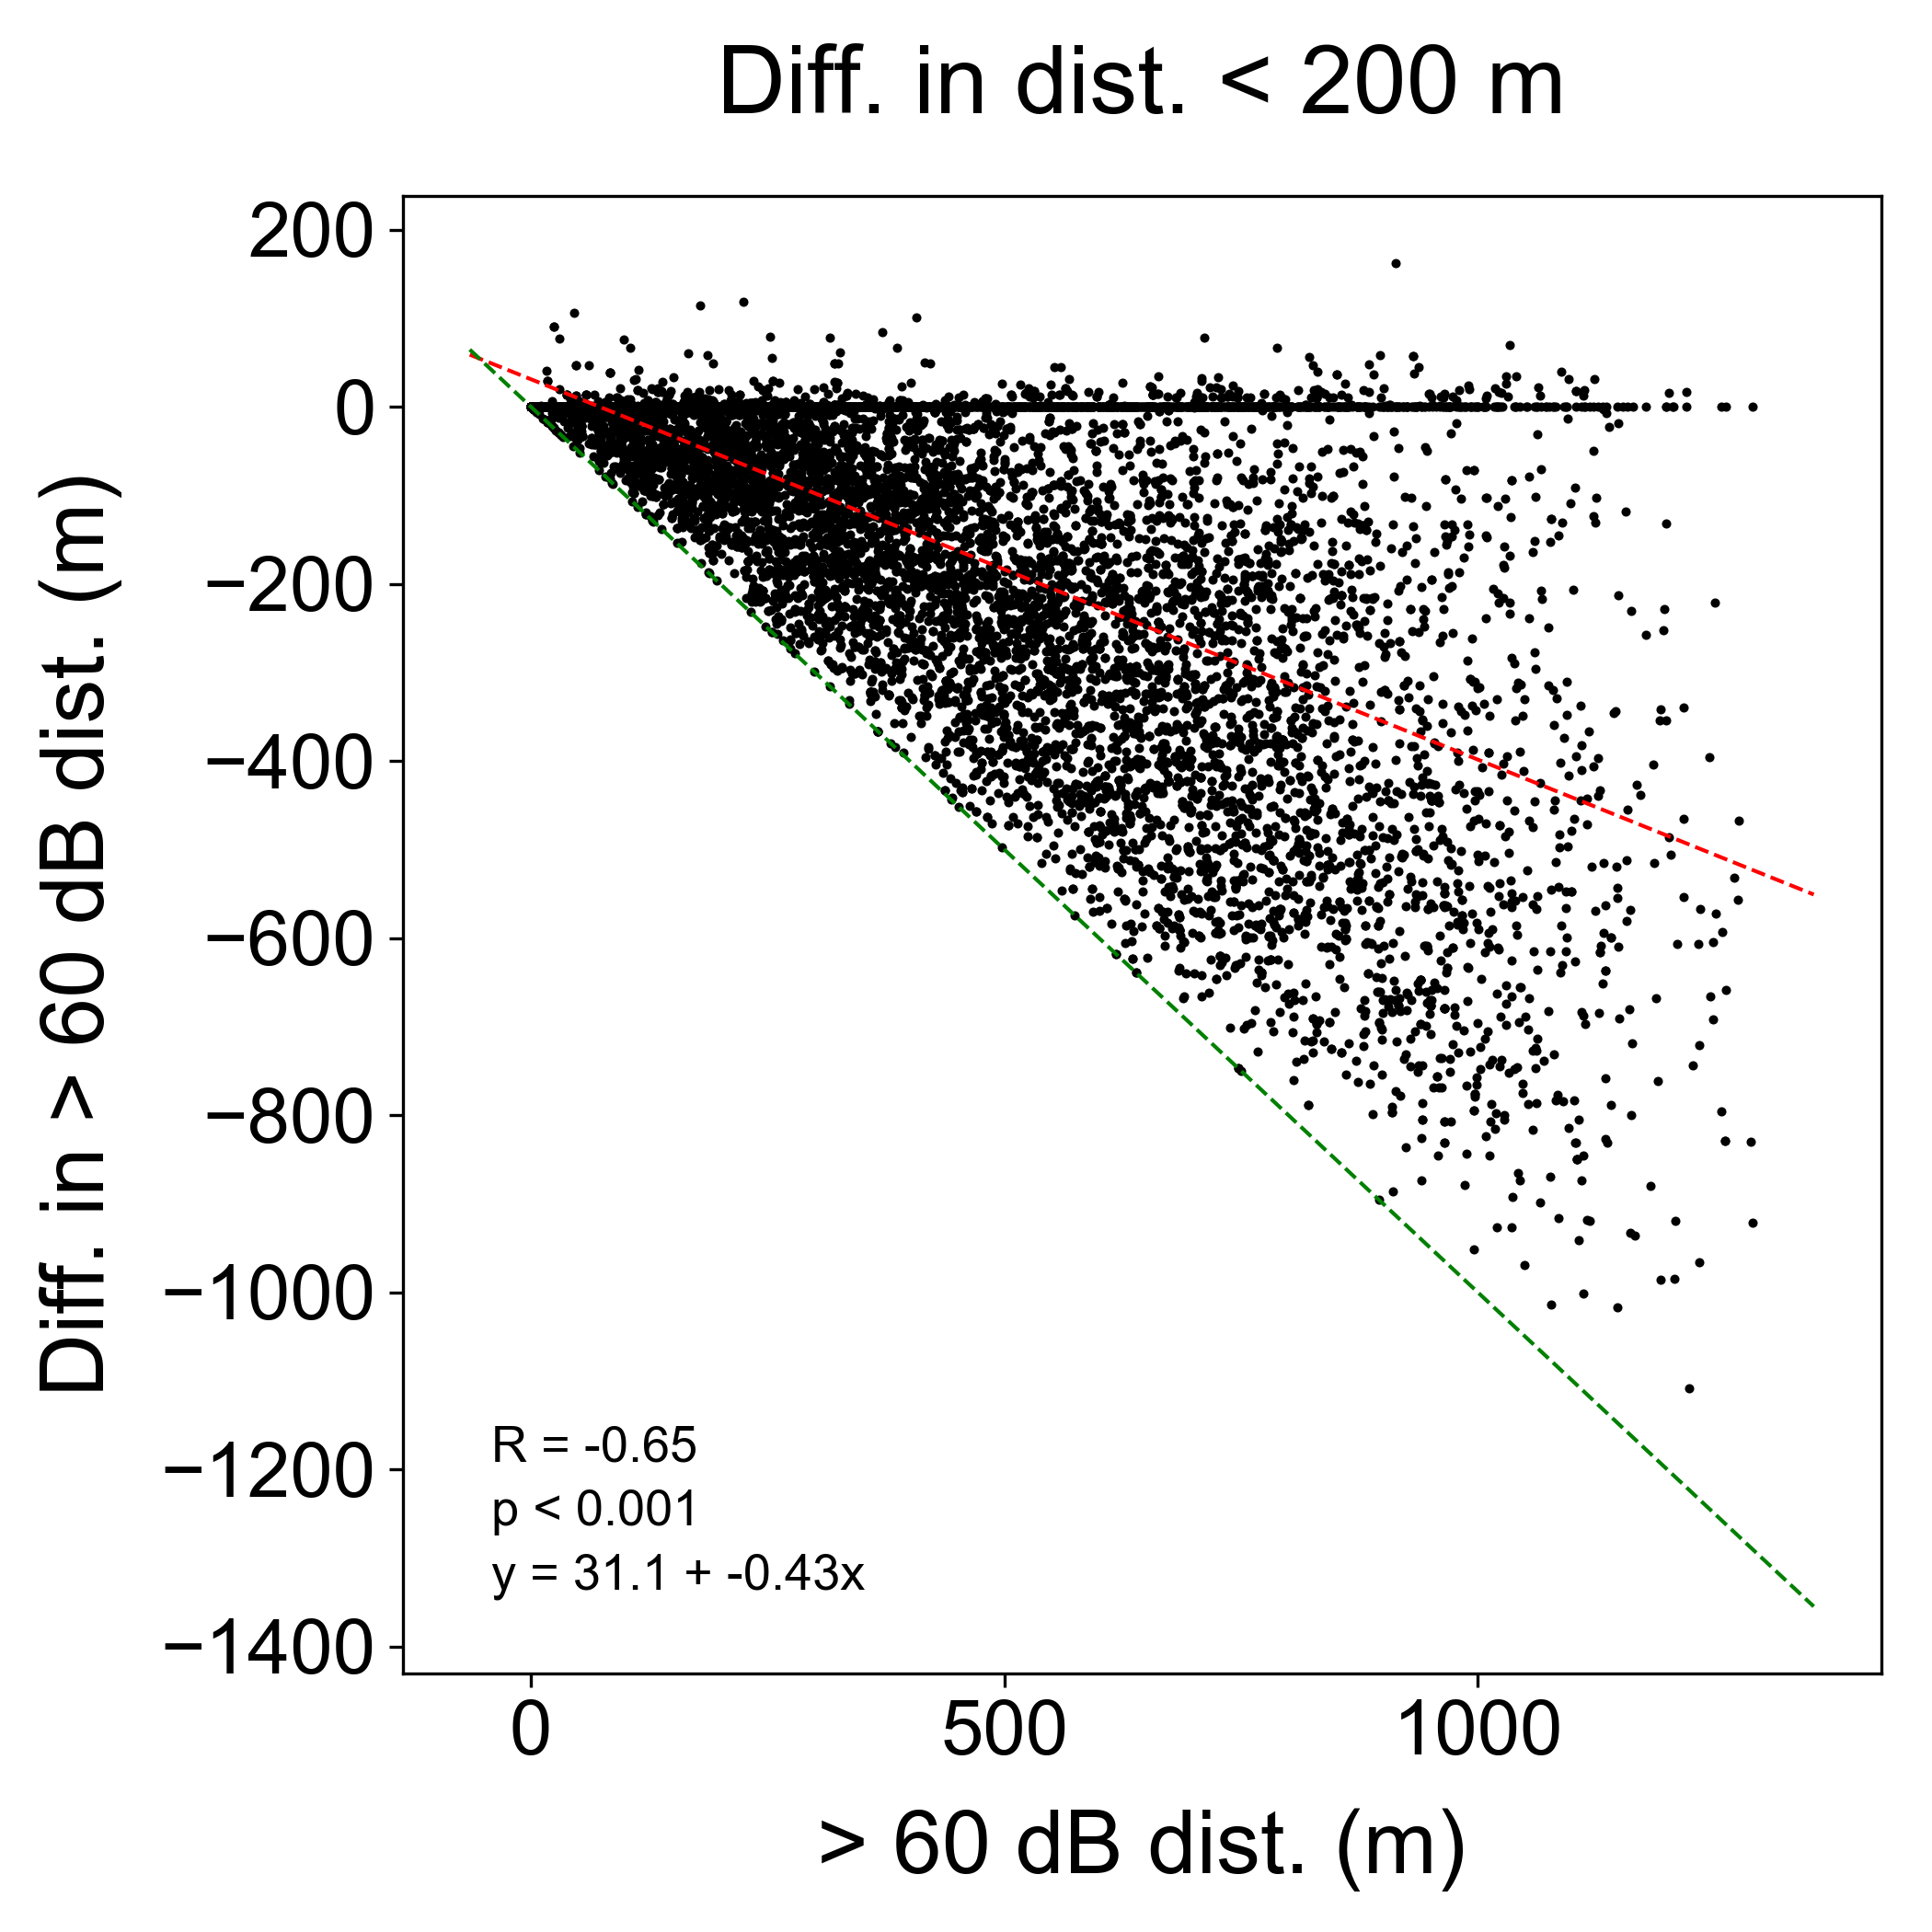 Diff. in dist. < 200 m
Diff. in > 60 dB dist. (m)
200
0
−200
−400
−600
−800
−1000
−1200
−1400
R = -0.65
p < 0.001
y = 31.1 + -0.43x
0
500
1000
> 60 dB dist. (m)